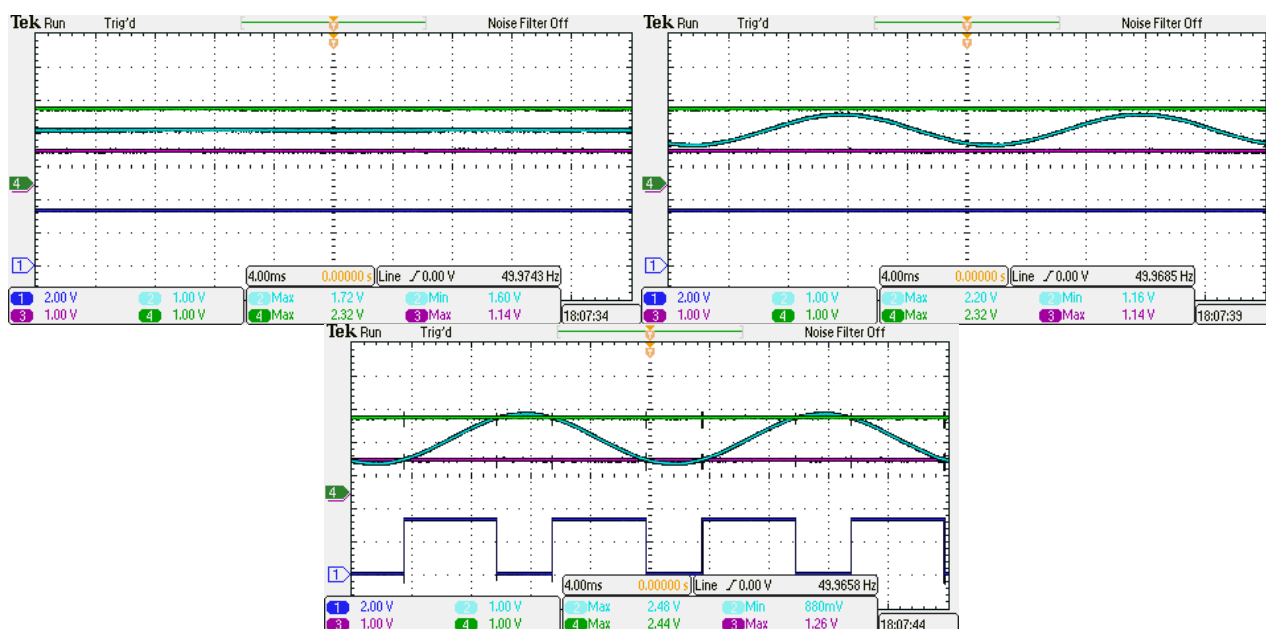 Tek Run Trig'd Noise Filter Off
4
1
4.00ms 0.00000 s Line 0.00 V 49.9743 Hz
1 2.00 V 2 1.00 V 2 Max 1.72 V 2 Min 1.60 V
3 1.00 V 4 1.00 V 4 Max 2.32 V 3 Max 1.14 V 18:07:34
Tek Run Trig'd Noise Filter Off
4
1
4.00ms 0.00000 s Line 0.00 V 49.9685 Hz
1 2.00 V 2 1.00 V 2 Max 2.20 V 2 Min 1.16 V
3 1.00 V 4 1.00 V 4 Max 2.32 V 3 Max 1.14 V 18:07:39
Tek Run Trig'd Noise Filter Off
4
1
4.00ms 0.00000 s Line 0.00 V 49.9658 Hz
1 2.00 V 2 1.00 V 2 Max 2.48 V 2 Min 880mV
3 1.00 V 4 1.00 V 4 Max 2.44 V 3 Max 1.26 V 18:07:44